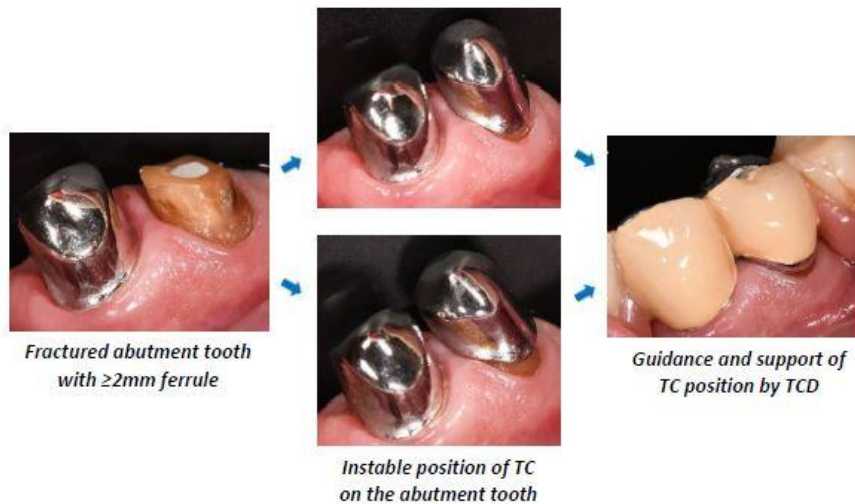 Fractured abutment tooth
with ≥2mm ferrule
Instable position of TC
on the abutment tooth
Guidance and support of
TC position by TCD